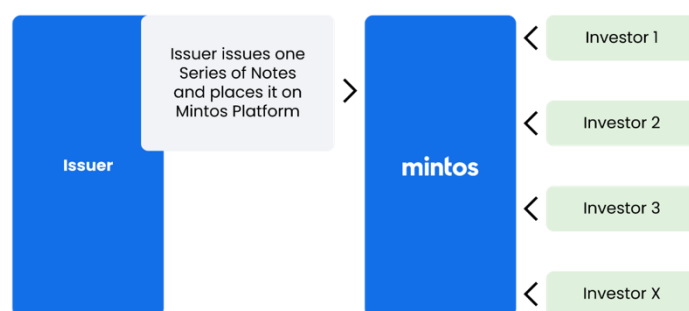 Issuer issues one
Series of Notes
and places it on
Mintos Platform
Issuer
mintos
Investor 1
Investor 2
Investor 3
Investor X